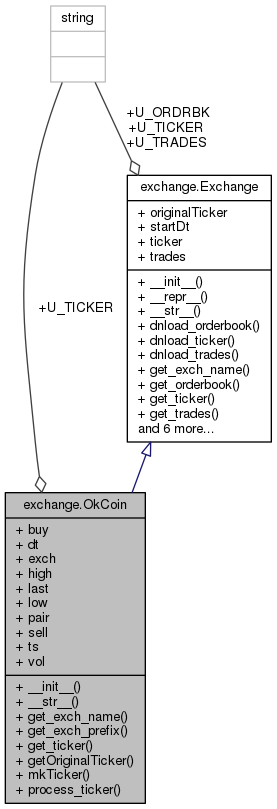 string
+U_ORDRBK
+U_TICKER
+U_TRADES
exchange.Exchange
+ originalTicker
+ startDt
+ ticker
+ trades
+ __init__()
+ __repr__()
+ __str__()
+ dnload_orderbook()
+ dnload_ticker()
+ dnload_trades()
+ get_exch_name()
+ get_orderbook()
+ get_ticker()
+ get_trades()
and 6 more...
+U_TICKER
exchange.OkCoin
+ buy
+ dt
+ exch
+ high
+ last
+ low
+ pair
+ sell
+ ts
+ vol
+ __init__()
+ __str__()
+ get_exch_name()
+ get_exch_prefix()
+ get_ticker()
+ getOriginalTicker()
+ mkTicker()
+ process_ticker()